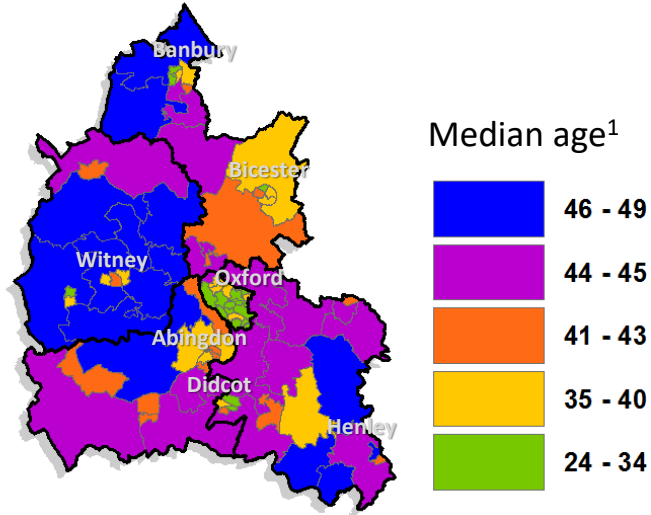 Banbury
Bicester
Witney
Oxford
Abingdon
Didcot
Henley
Median age¹
46 - 49
44 - 45
41 - 43
35 - 40
24 - 34